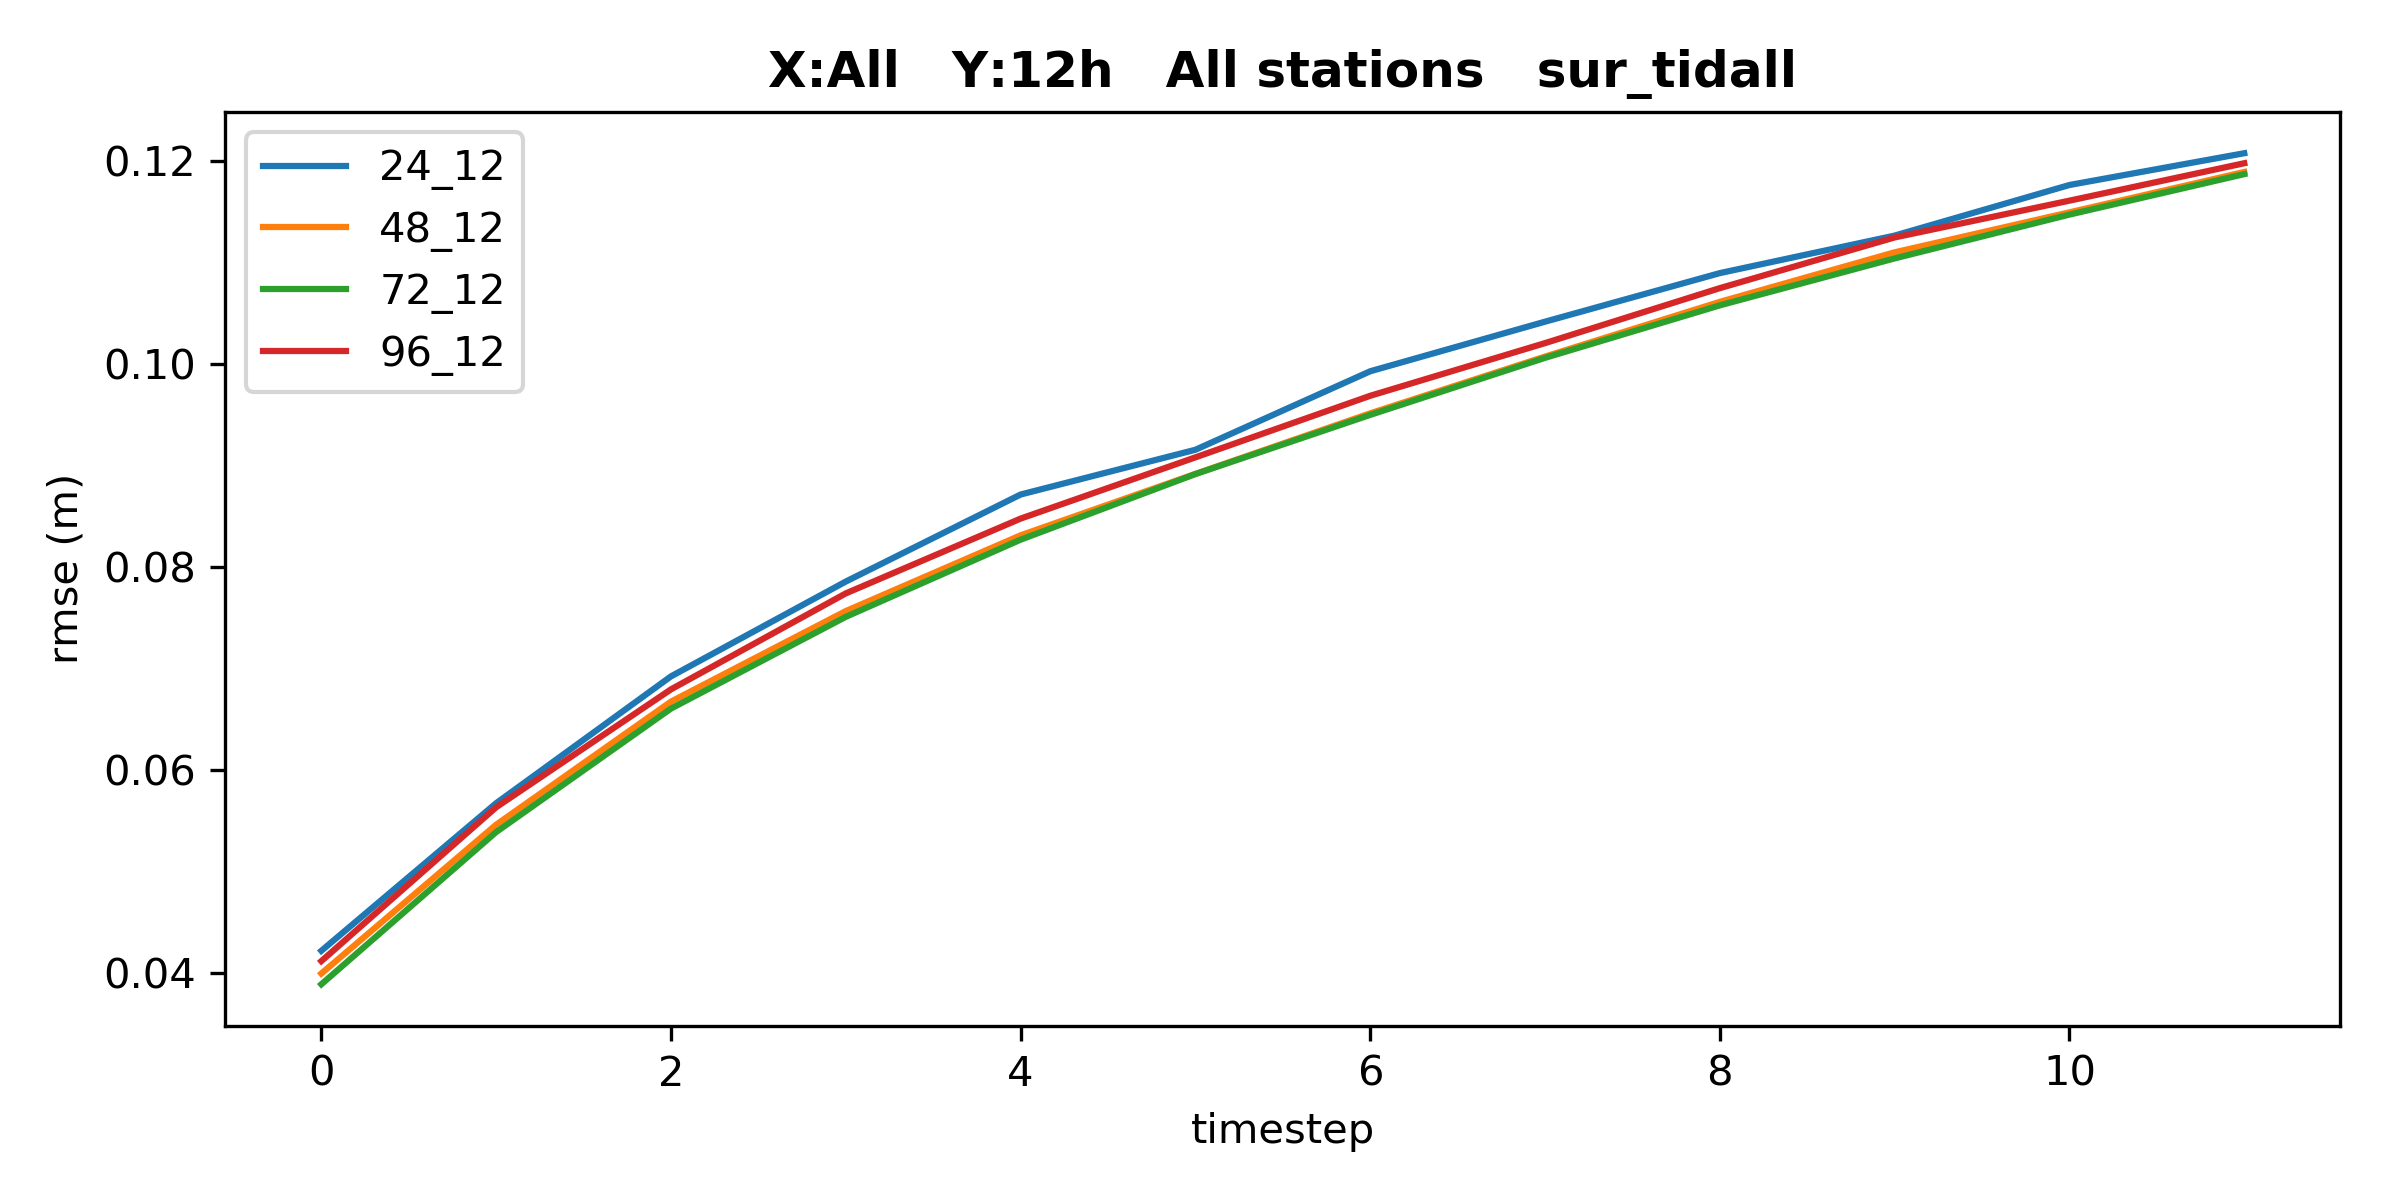 X:All   Y:12h   All stations   sur_tidall
24_12
48_12
72_12
96_12
0.12
0.10
0.08
0.06
0.04
rmse (m)
0 2 4 6 8 10
timestep